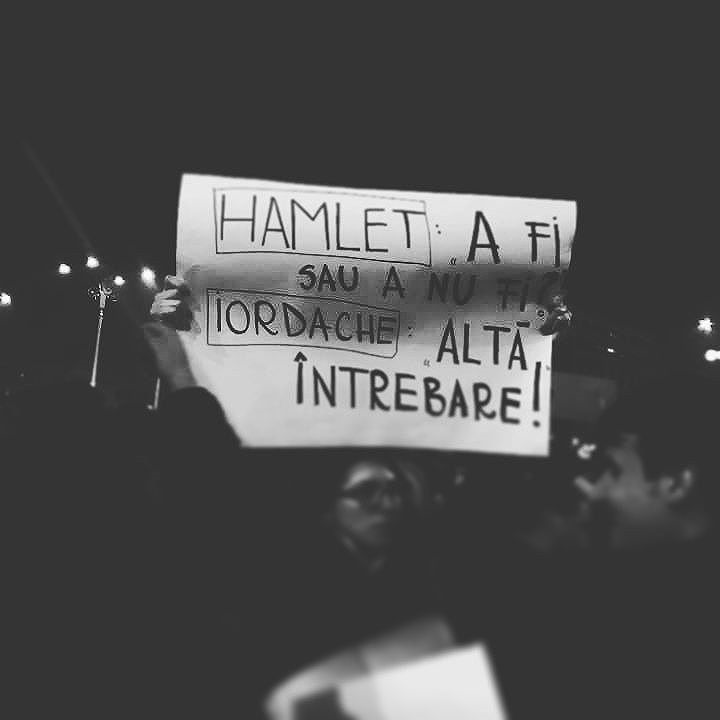 HAMLET: „A FI
SAU A NU FI?
IORDACHE: „ALTĂ
ÎNTREBARE!